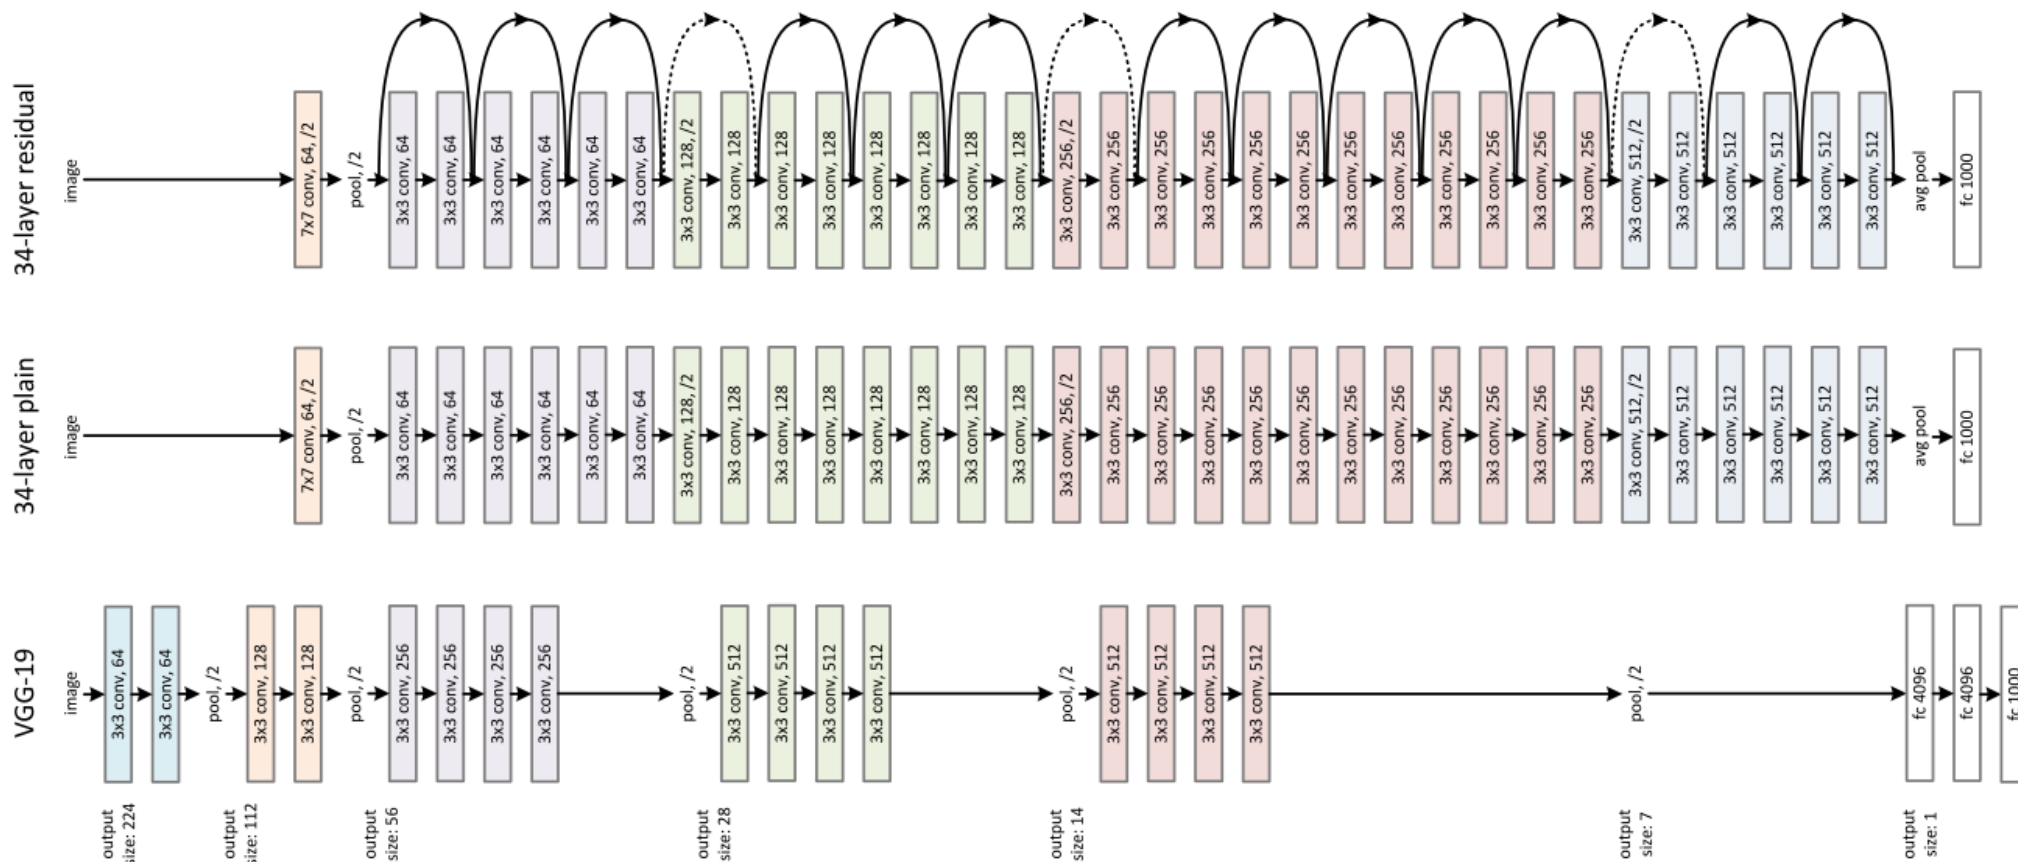 34-layer residual
image
7x7 conv, 64, /2
pool, /2
3x3 conv, 64
3x3 conv, 64
3x3 conv, 64
3x3 conv, 64
3x3 conv, 64
3x3 conv, 64
3x3 conv, 128, /2
3x3 conv, 128
3x3 conv, 128
3x3 conv, 128
3x3 conv, 128
3x3 conv, 128
3x3 conv, 128
3x3 conv, 128
3x3 conv, 256, /2
3x3 conv, 256
3x3 conv, 256
3x3 conv, 256
3x3 conv, 256
3x3 conv, 256
3x3 conv, 256
3x3 conv, 256
3x3 conv, 256
3x3 conv, 256
3x3 conv, 256
3x3 conv, 256
3x3 conv, 512, /2
3x3 conv, 512
3x3 conv, 512
3x3 conv, 512
3x3 conv, 512
3x3 conv, 512
avg pool
fc 1000
34-layer plain
image
7x7 conv, 64, /2
pool, /2
3x3 conv, 64
3x3 conv, 64
3x3 conv, 64
3x3 conv, 64
3x3 conv, 64
3x3 conv, 64
3x3 conv, 128, /2
3x3 conv, 128
3x3 conv, 128
3x3 conv, 128
3x3 conv, 128
3x3 conv, 128
3x3 conv, 128
3x3 conv, 128
3x3 conv, 256, /2
3x3 conv, 256
3x3 conv, 256
3x3 conv, 256
3x3 conv, 256
3x3 conv, 256
3x3 conv, 256
3x3 conv, 256
3x3 conv, 256
3x3 conv, 256
3x3 conv, 256
3x3 conv, 256
3x3 conv, 512, /2
3x3 conv, 512
3x3 conv, 512
3x3 conv, 512
3x3 conv, 512
3x3 conv, 512
avg pool
fc 1000
VGG-19
image
3x3 conv, 64
3x3 conv, 64
pool, /2
3x3 conv, 128
3x3 conv, 128
pool, /2
3x3 conv, 256
3x3 conv, 256
3x3 conv, 256
3x3 conv, 256
pool, /2
3x3 conv, 512
3x3 conv, 512
3x3 conv, 512
3x3 conv, 512
pool, /2
3x3 conv, 512
3x3 conv, 512
3x3 conv, 512
3x3 conv, 512
pool, /2
fc 4096
fc 4096
fc 1000
output
size: 224
output
size: 112
output
size: 56
output
size: 28
output
size: 14
output
size: 7
output
size: 1